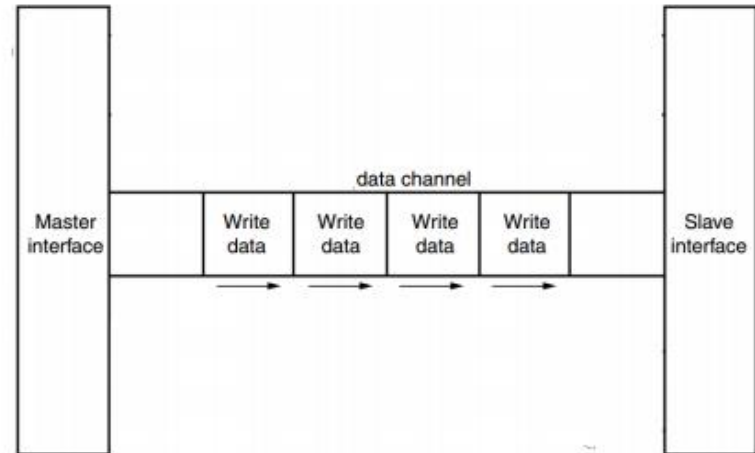 data channel
Master
interface
Write
data
Write
data
Write
data
Write
data
Slave
interface